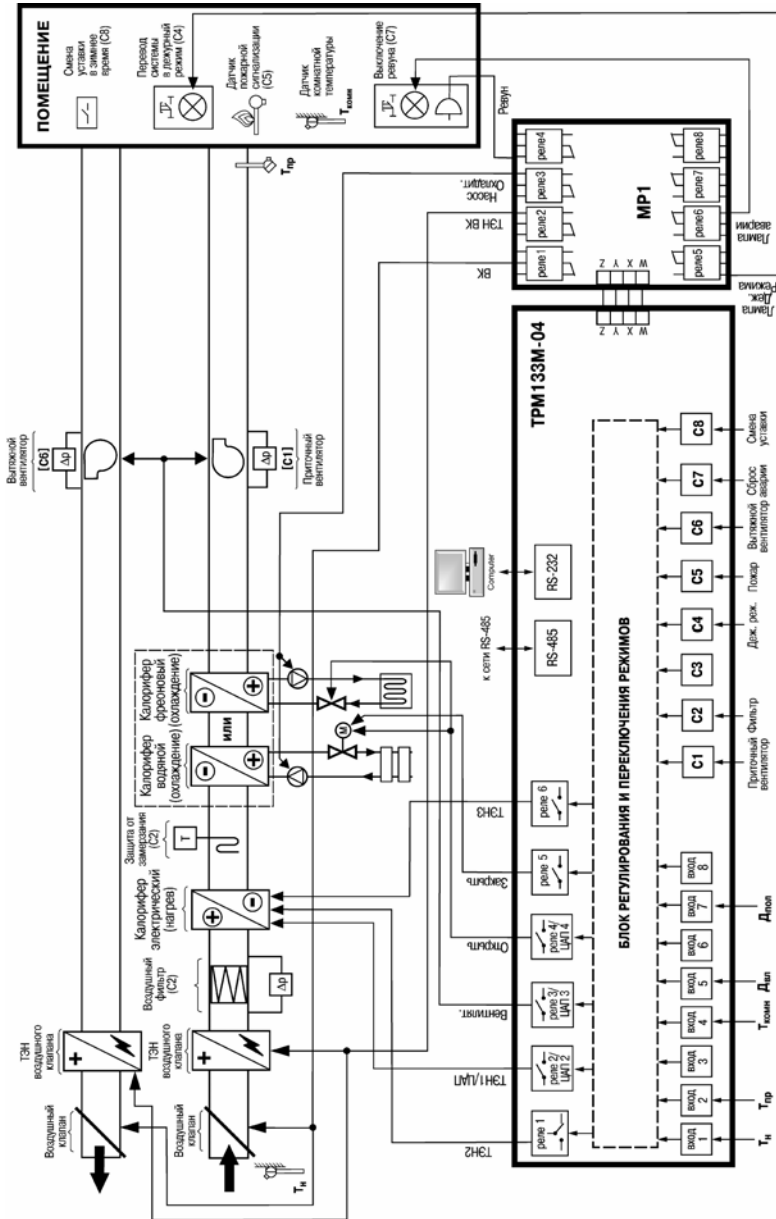 ПОМЕЩЕНИЕ
Смена
уставки
в зимнее
время (С8)
Перевод
системы
в дежурный
режим (С4)
Датчик
пожарной
сигнализации
(С5)
Датчик
комнатной
температуры
Tкомн
Выключение
ревуна (С7)
Tпр
Ревун
Вытяжной
вентилятор
[С6]
Δp
Δp
[С1]
Приточный
вентилятор
Калорифер
водяной
(охлаждение)
или
Калорифер
фреоновый
(охлаждение)
М
Защита от
замерзания
(С2)
T
Калорифер
электрический
(нагрев)
Воздушный
фильтр
(С2)
Δp
ТЭН
воздушного
клапана
ТЭН
воздушного
клапана
Воздушный
клапан
Воздушный
клапан
Tн
ВК
ТЭН ВК
Насос
Охладит.
реле1
реле2
реле3
реле4
МР1
реле5
реле6
реле7
реле8
Z
Y
X
W
Z
Y
X
W
Лампа
Деж.
Режима
Лампа
аварии
ТРМ133М-04
ТЭН2
ТЭН1/ЦАП
Вентилят.
Открыть
Закрыть
ТЭН3
реле 1
реле 2/
ЦАП 2
реле 3/
ЦАП 3
реле 4/
ЦАП 4
реле 5
реле 6
к сети RS-485
RS-485
Computer
RS-232
БЛОК РЕГУЛИРОВАНИЯ И ПЕРЕКЛЮЧЕНИЯ РЕЖИМОВ
вход
1
вход
2
вход
3
вход
4
вход
5
вход
6
вход
7
вход
8
С1
С2
С3
С4
С5
С6
С7
С8
Tн
Tпр
Tкомн
Двл
Дпол
Приточный
вентилятор
Фильтр
Деж. реж.
Пожар
Вытяжной
вентилятор
Сброс
аварии
Смена
уставки